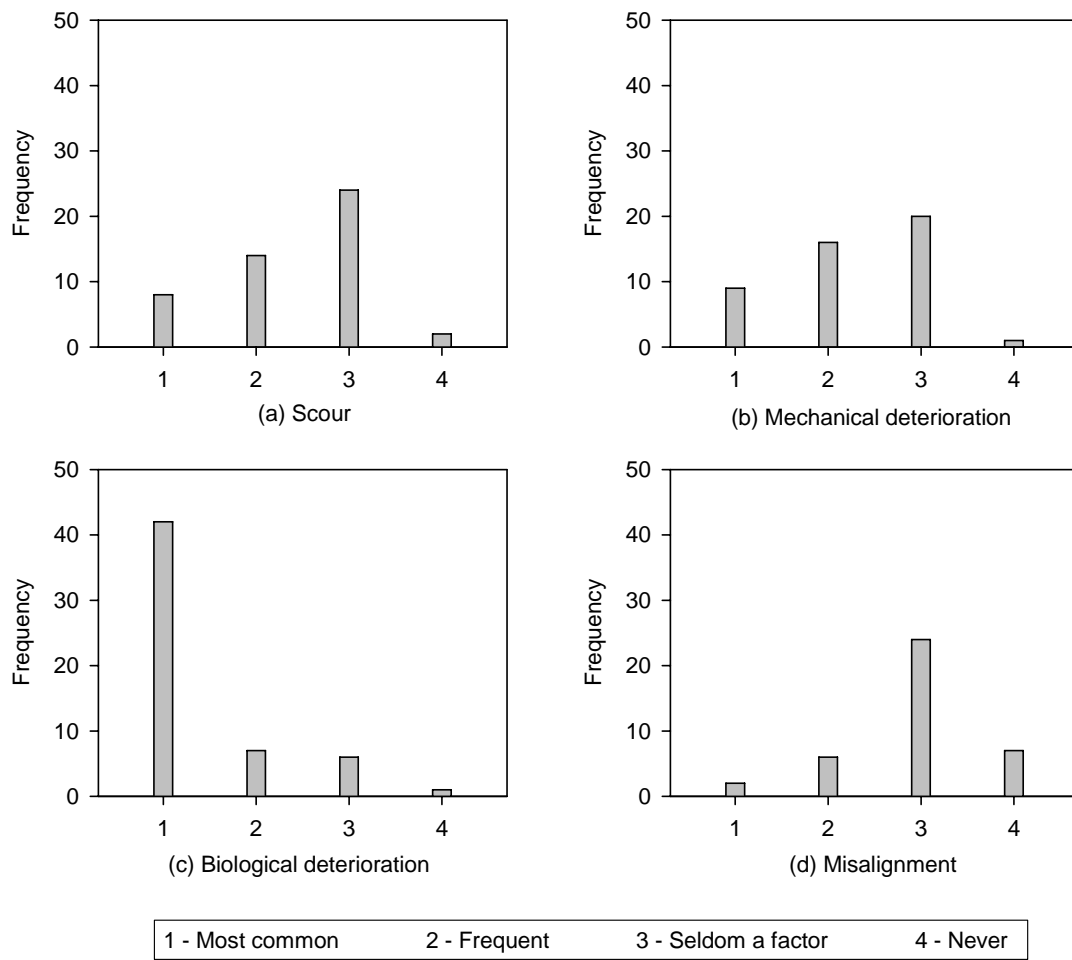 50
40
30
20
10
0
Frequency
1 2 3 4
(a) Scour
50
40
30
20
10
0
Frequency
1 2 3 4
(b) Mechanical deterioration
50
40
30
20
10
0
Frequency
1 2 3 4
(c) Biological deterioration
50
40
30
20
10
0
Frequency
1 2 3 4
(d) Misalignment
1 - Most common 2 - Frequent 3 - Seldom a factor 4 - Never